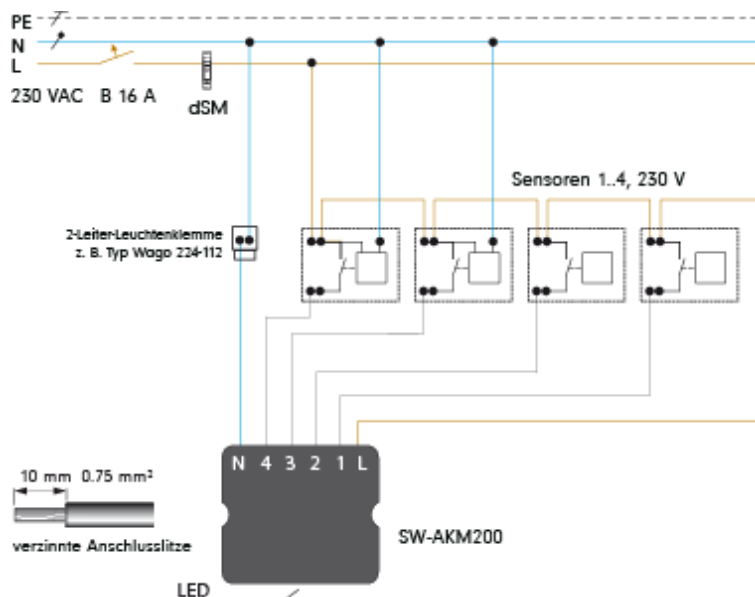 PE
N
L
230 VAC B 16 A
dSM
Sensoren 1..4, 230 V
2-Leiter-Leuchtenklemme
z. B. Typ Wago 224-112
N 4 3 2 1 L
10 mm 0.75 mm²
verzinnte Anschlusslitze
SW-AKM200
LED